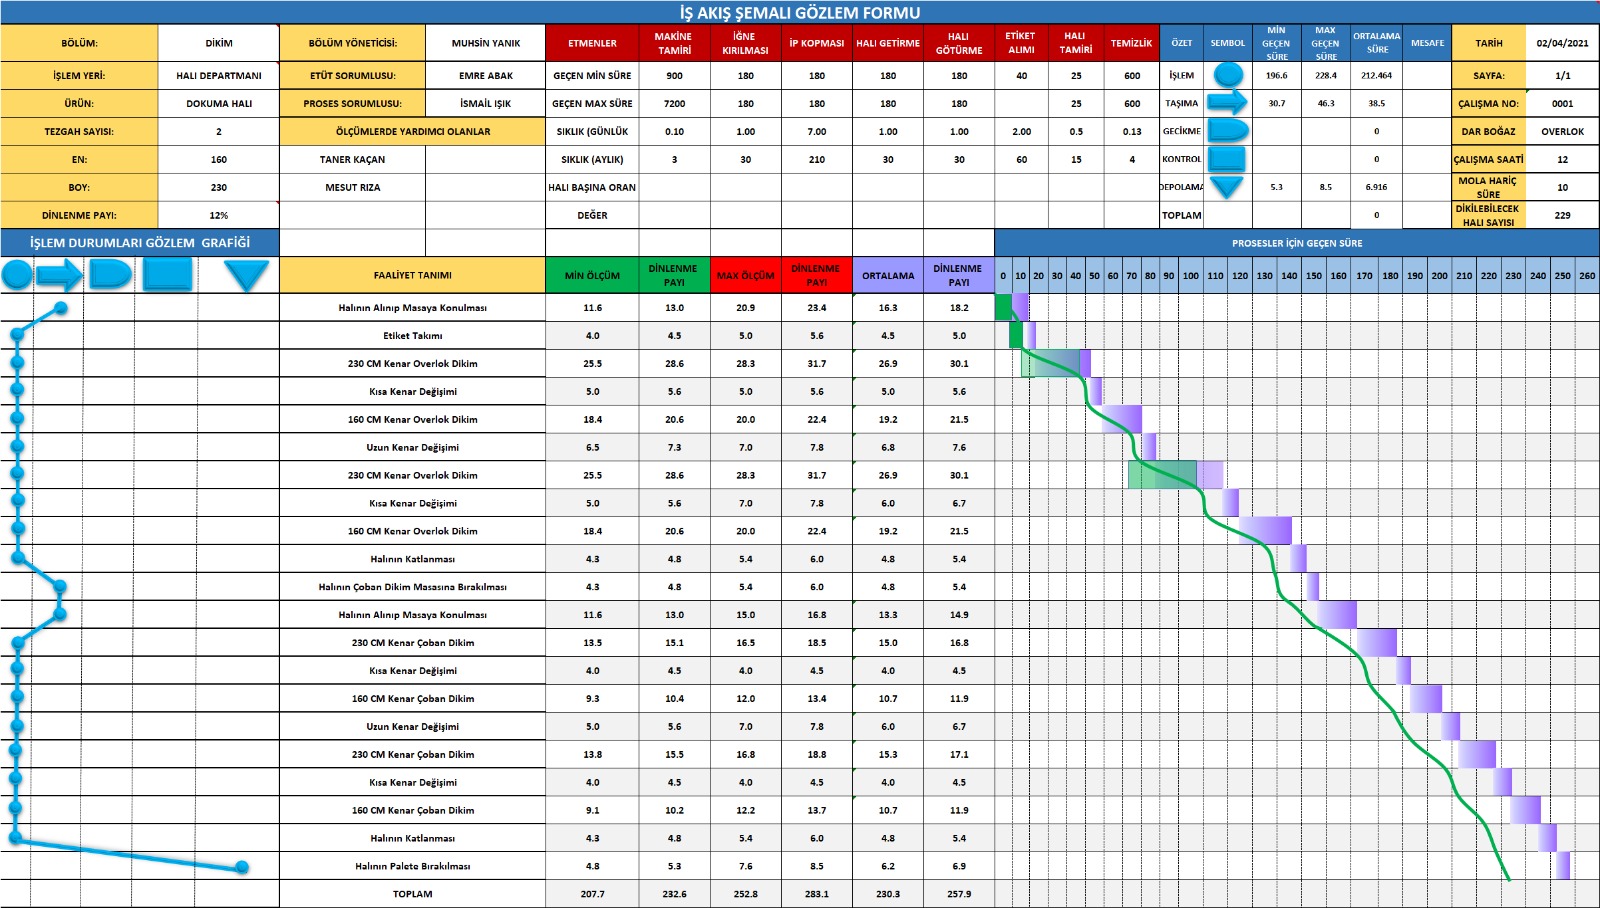 İŞ AKIŞ ŞEMALI GÖZLEM FORMU
BÖLÜM: DİKİM BÖLÜM YÖNETİCİSİ: MUHSİN YANIK ETMENLER MAKİNE TAMİRİ İĞNE KIRILMASI İP KOPMASI HALI GETİRME HALI GÖTÜRME ETİKET ALIMI HALI TAMİRİ TEMİZLİK ÖZET SEMBOL MİN GEÇEN SÜRE MAX GEÇEN SÜRE ORTALAMA SÜRE MESAFE TARİH 02/04/2021
İŞLEM YERİ: HALI DEPARTMANI ETÜT SORUMLUSU: EMRE ABAK GEÇEN MİN SÜRE 900 180 180 180 180 40 25 600 İŞLEM 196.6 228.4 212.464 SAYFA: 1/1
ÜRÜN: DOKUMA HALI PROSES SORUMLUSU: İSMAİL IŞIK GEÇEN MAX SÜRE 7200 180 180 180 180 25 600 TAŞIMA 30.7 46.3 38.5 ÇALIŞMA NO: 0001
TEZGAH SAYISI: 2 ÖLÇÜMLERDE YARDIMCI OLANLAR SIKLIK (GÜNLÜK 0.10 1.00 7.00 1.00 1.00 2.00 0.5 0.13 GECİKME 0 DAR BOĞAZ OVERLOK
EN: 160 TANER KAÇAN SIKLIK (AYLIK) 3 30 210 30 30 60 15 4 KONTROL 0 ÇALIŞMA SAATİ 12
BOY: 230 MESUT RIZA HALI BAŞINA ORAN DEPOLAMA 5.3 8.5 6.916 MOLA HARİÇ SÜRE 10
DİNLENME PAYI: 12% DEĞER TOPLAM 0 DİKİLEBİLECEK HALI SAYISI 229
İŞLEM DURUMLARI GÖZLEM GRAFİĞİ PROSESLER İÇİN GEÇEN SÜRE
FAALİYET TANIMI MİN ÖLÇÜM DİNLENME PAYI MAX ÖLÇÜM DİNLENME PAYI ORTALAMA DİNLENME PAYI 0 10 20 30 40 50 60 70 80 90 100 110 120 130 140 150 160 170 180 190 200 210 220 230 240 250 260
Halının Alınıp Masaya Konulması 11.6 13.0 20.9 23.4 16.3 18.2
Etiket Takımı 4.0 4.5 5.0 5.6 4.5 5.0
230 CM Kenar Overlok Dikim 25.5 28.6 28.3 31.7 26.9 30.1
Kısa Kenar Değişimi 5.0 5.6 5.0 5.6 5.0 5.6
160 CM Kenar Overlok Dikim 18.4 20.6 20.0 22.4 19.2 21.5
Uzun Kenar Değişimi 6.5 7.3 7.0 7.8 6.8 7.6
230 CM Kenar Overlok Dikim 25.5 28.6 28.3 31.7 26.9 30.1
Kısa Kenar Değişimi 5.0 5.6 7.0 7.8 6.0 6.7
160 CM Kenar Overlok Dikim 18.4 20.6 20.0 22.4 19.2 21.5
Halının Katlanması 4.3 4.8 5.4 6.0 4.8 5.4
Halının Çoban Dikim Masasına Bırakılması 4.3 4.8 5.4 6.0 4.8 5.4
Halının Alınıp Masaya Konulması 11.6 13.0 15.0 16.8 13.3 14.9
230 CM Kenar Çoban Dikim 13.5 15.1 16.5 18.5 15.0 16.8
Kısa Kenar Değişimi 4.0 4.5 4.0 4.5 4.0 4.5
160 CM Kenar Çoban Dikim 9.3 10.4 12.0 13.4 10.7 11.9
Uzun Kenar Değişimi 5.0 5.6 7.0 7.8 6.0 6.7
230 CM Kenar Çoban Dikim 13.8 15.5 16.8 18.8 15.3 17.1
Kısa Kenar Değişimi 4.0 4.5 4.0 4.5 4.0 4.5
160 CM Kenar Çoban Dikim 9.1 10.2 12.2 13.7 10.7 11.9
Halının Katlanması 4.3 4.8 5.4 6.0 4.8 5.4
Halının Palete Bırakılması 4.8 5.3 7.6 8.5 6.2 6.9
TOPLAM 207.7 232.6 252.8 283.1 230.3 257.9